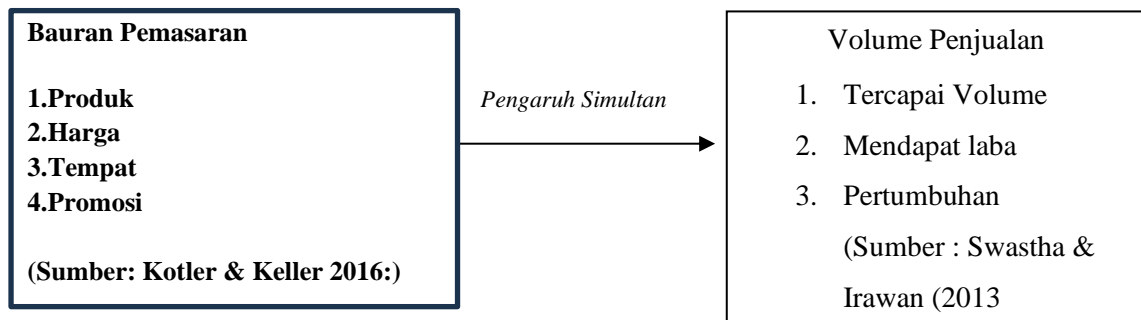 Bauran Pemasaran
1.Produk
2.Harga
3.Tempat
4.Promosi
(Sumber: Kotler & Keller 2016:)
Pengaruh Simultan
Volume Penjualan
1. Tercapai Volume
2. Mendapat laba
3. Pertumbuhan
(Sumber : Swastha &
Irawan (2013